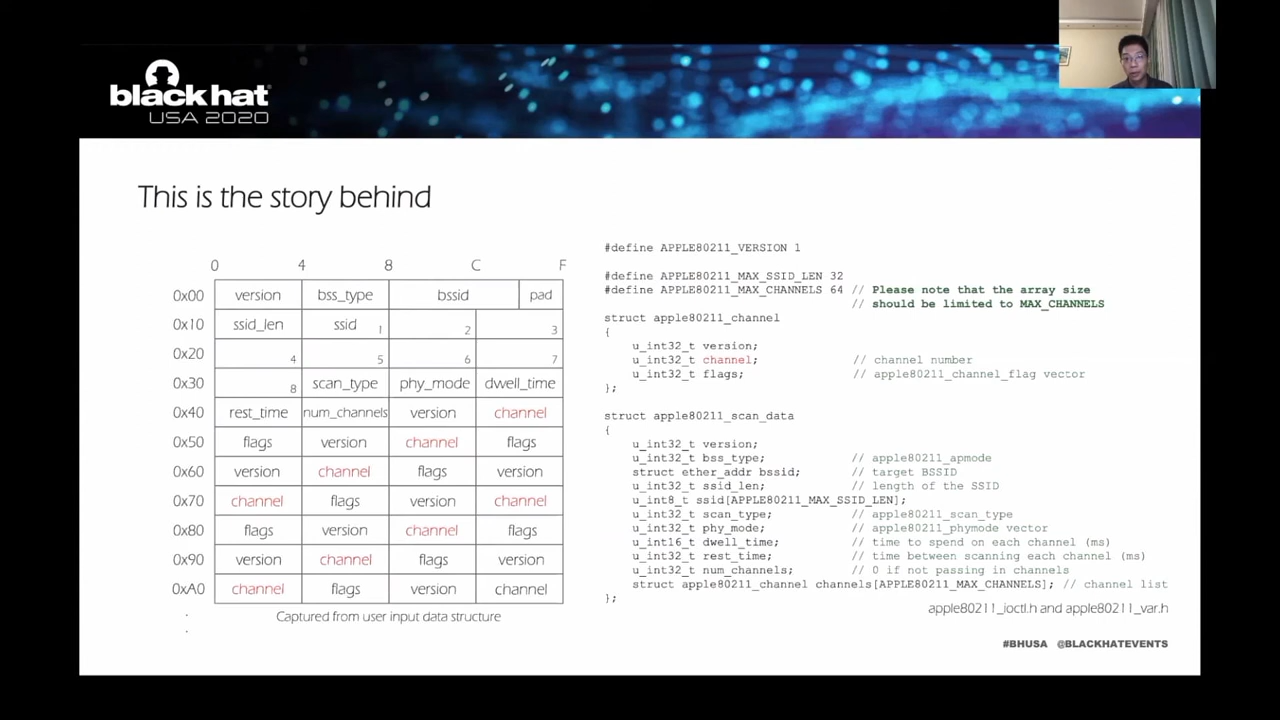 black hat
USA 2020
This is the story behind
0 4 8 C F
0x00 version bss_type bssid pad
0x10 ssid_len ssid 1 2 3
0x20 4 5 6 7
0x30 8 scan_type phy_mode dwell_time
0x40 rest_time num_channels version channel
0x50 flags version channel flags
0x60 version channel flags version
0x70 channel flags version channel
0x80 flags version channel flags
0x90 version channel flags version
0xA0 channel flags version channel
.
.
Captured from user input data structure
#define APPLE80211_VERSION 1
#define APPLE80211_MAX_SSID_LEN 32
#define APPLE80211_MAX_CHANNELS 64 // Please note that the array size
// should be limited to MAX_CHANNELS
struct apple80211_channel
{
u_int32_t version;
u_int32_t channel; // channel number
u_int32_t flags; // apple80211_channel_flag vector
};
struct apple80211_scan_data
{
u_int32_t version;
u_int32_t bss_type; // apple80211_apmode
struct ether_addr bssid; // target BSSID
u_int32_t ssid_len; // length of the SSID
u_int8_t ssid[APPLE80211_MAX_SSID_LEN];
u_int32_t scan_type; // apple80211_scan_type
u_int32_t phy_mode; // apple80211_phymode vector
u_int16_t dwell_time; // time to spend on each channel (ms)
u_int32_t rest_time; // time between scanning each channel (ms)
u_int32_t num_channels; // 0 if not passing in channels
struct apple80211_channel channels[APPLE80211_MAX_CHANNELS]; // channel list
};
apple80211_ioctl.h and apple80211_var.h
#BHUSA @BLACKHATEVENTS